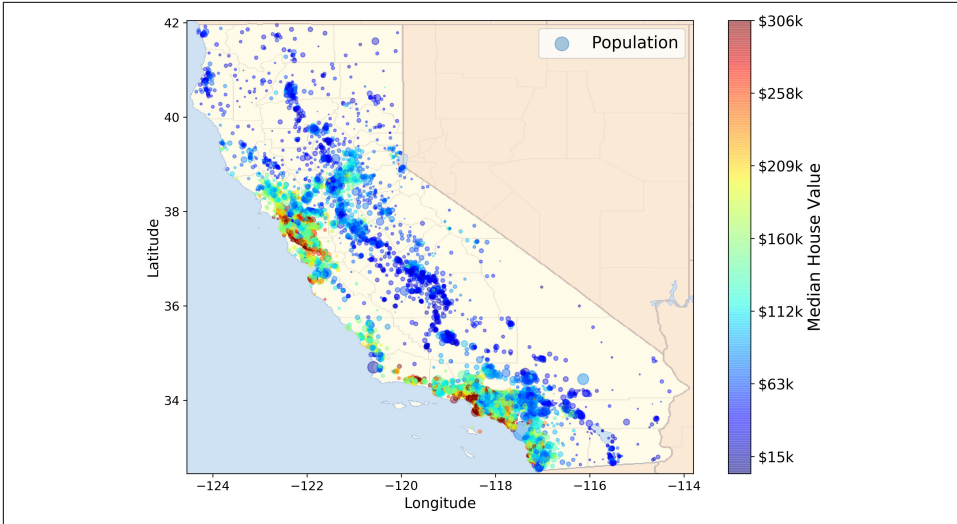 42
40
38
36
34
Latitude
−124
−122
−120
−118
−116
−114
Longitude
Population
$306k
$258k
$209k
$160k
$112k
$63k
$15k
Median House Value